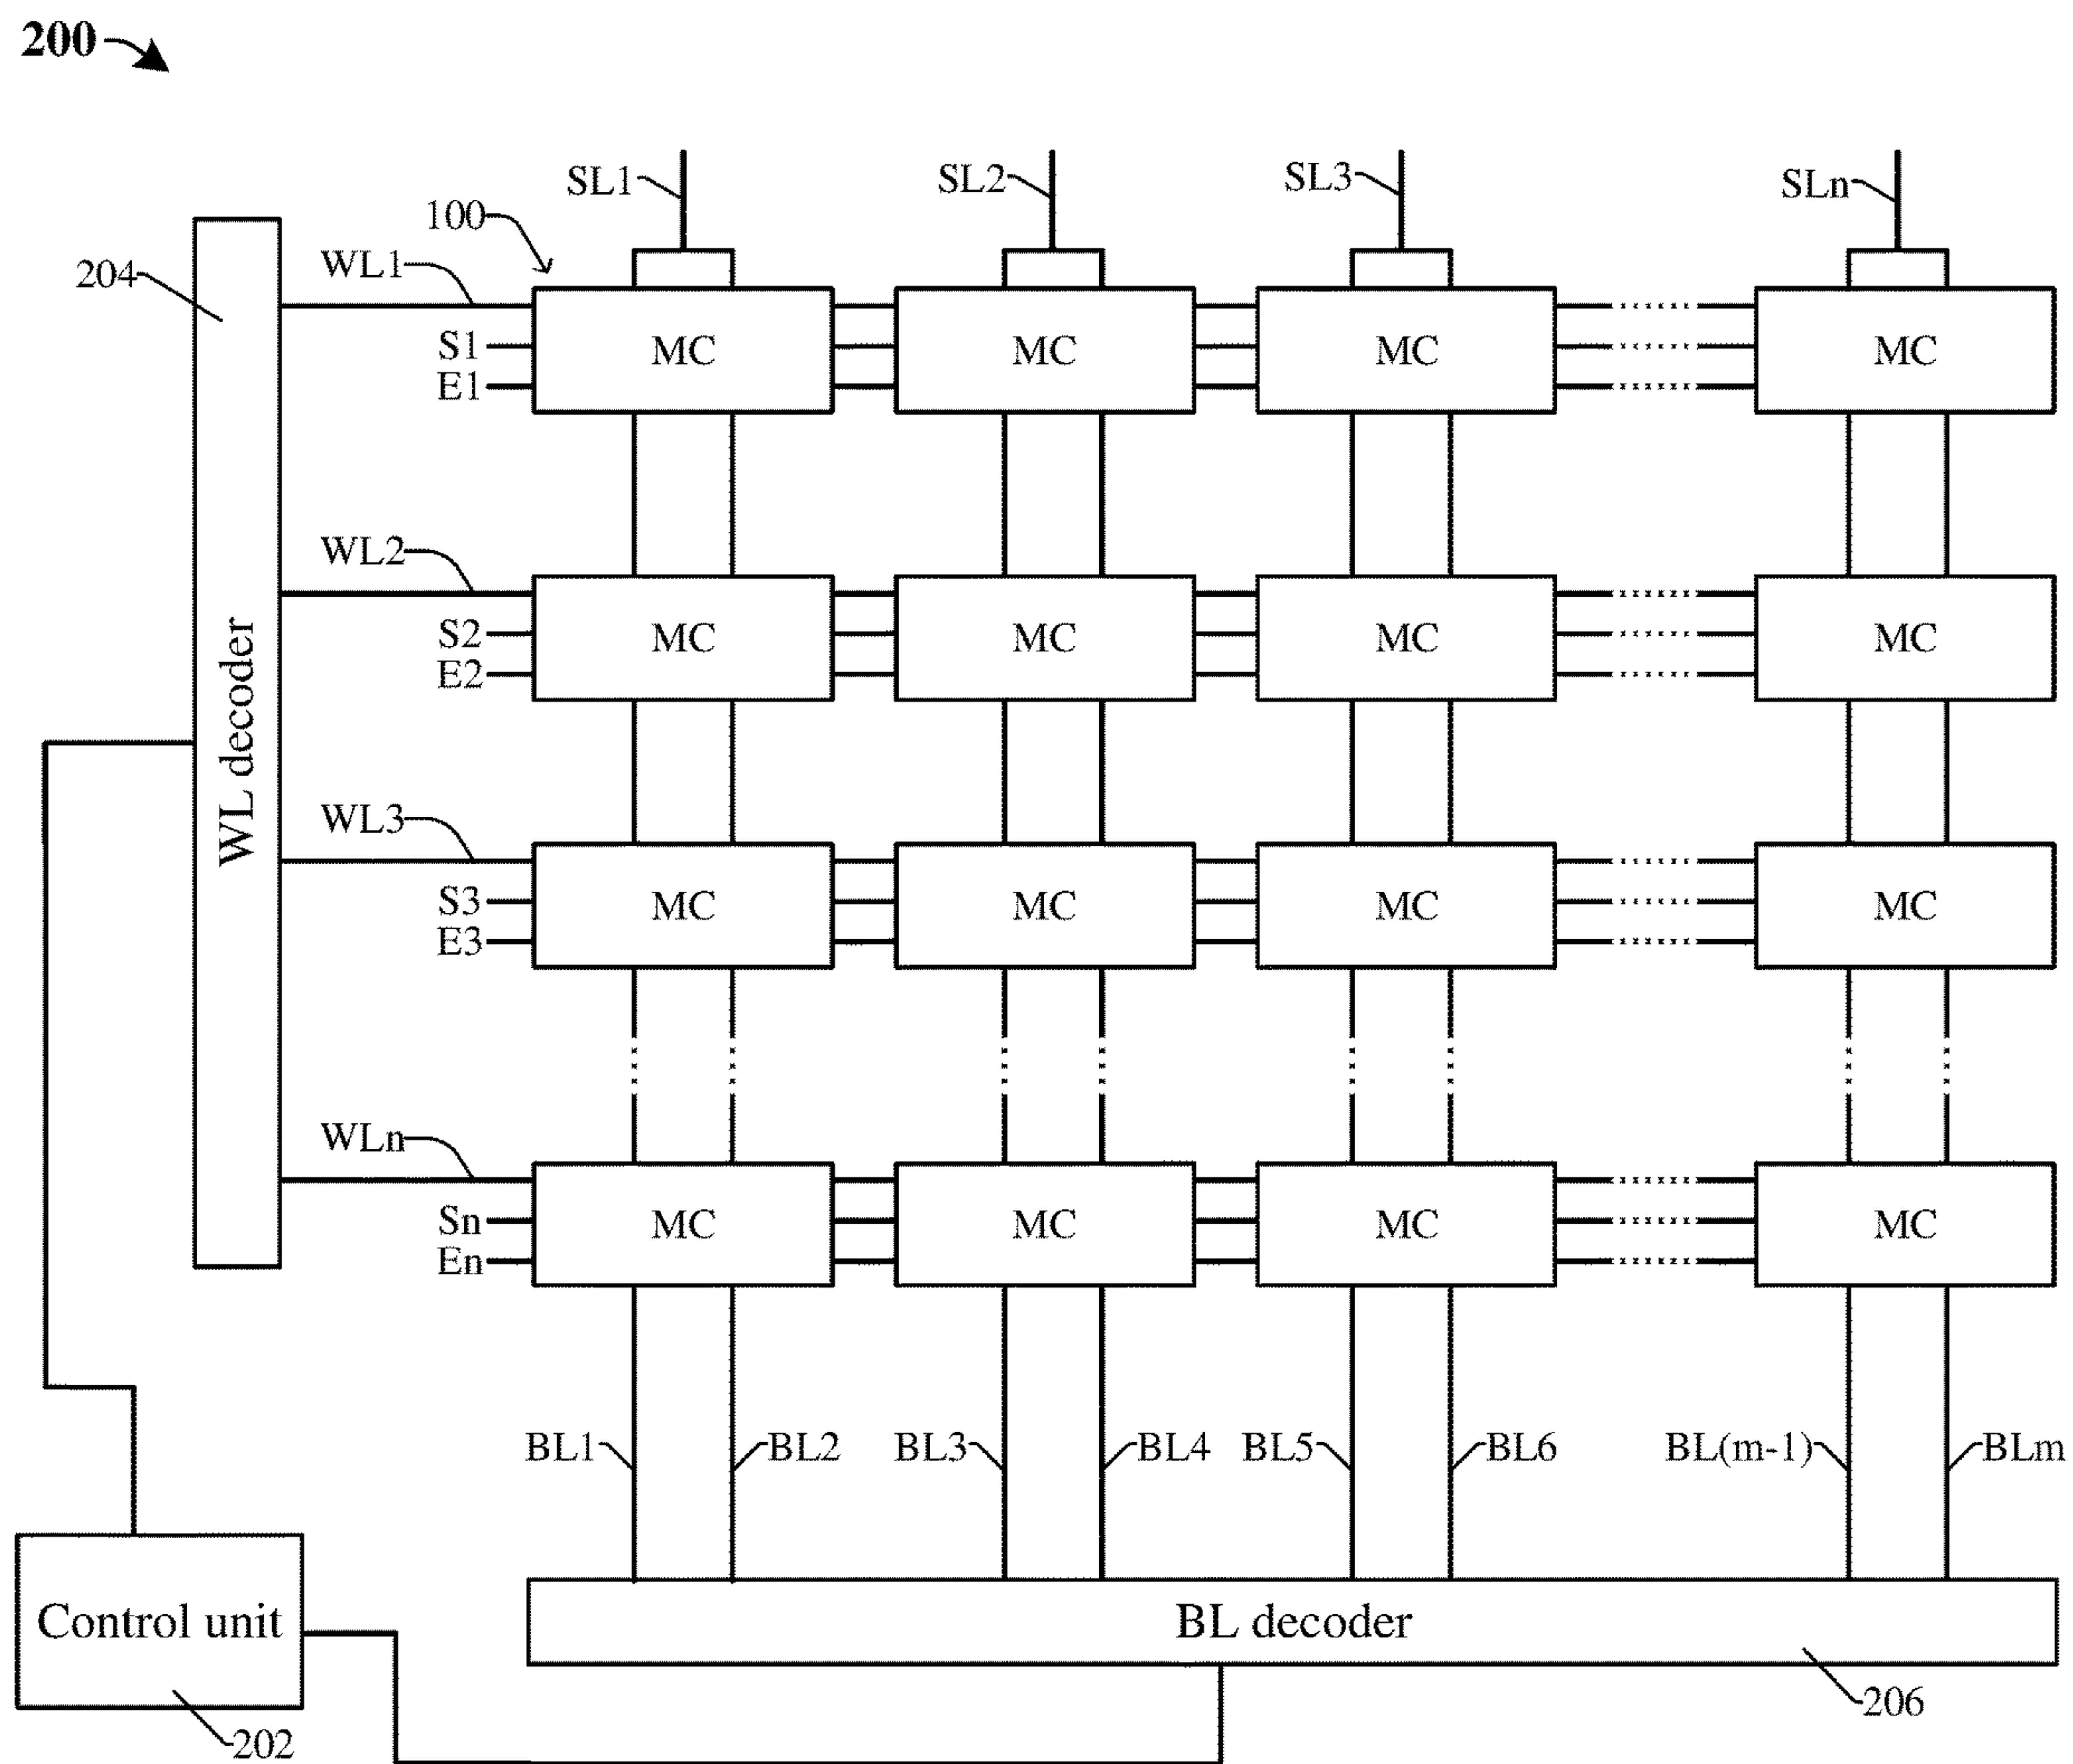 200
SL1 SL2 SL3 SLn
100
204
WL1
S1 MC MC MC MC
E1
WL2
S2 MC MC MC MC
E2
WL decoder
WL3
S3 MC MC MC MC
E3
WLn
Sn MC MC MC MC
En
BL1 BL2 BL3 BL4 BL5 BL6 BL(m-1) BLm
Control unit
BL decoder
202
206